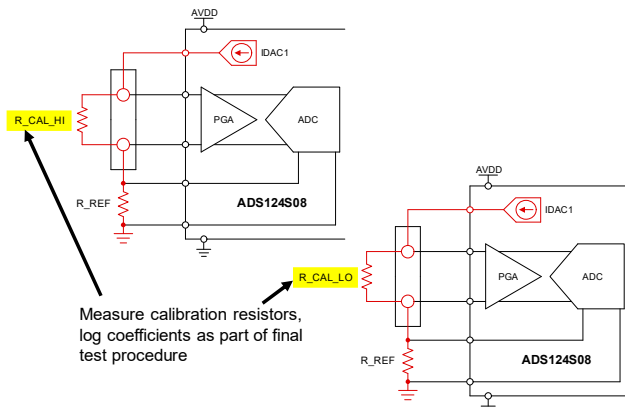 AVDD
IDAC1
R_CAL_HI
PGA
ADC
R_REF
ADS124S08
AVDD
IDAC1
R_CAL_LO
PGA
ADC
Measure calibration resistors,
log coefficients as part of final
test procedure
R_REF
ADS124S08